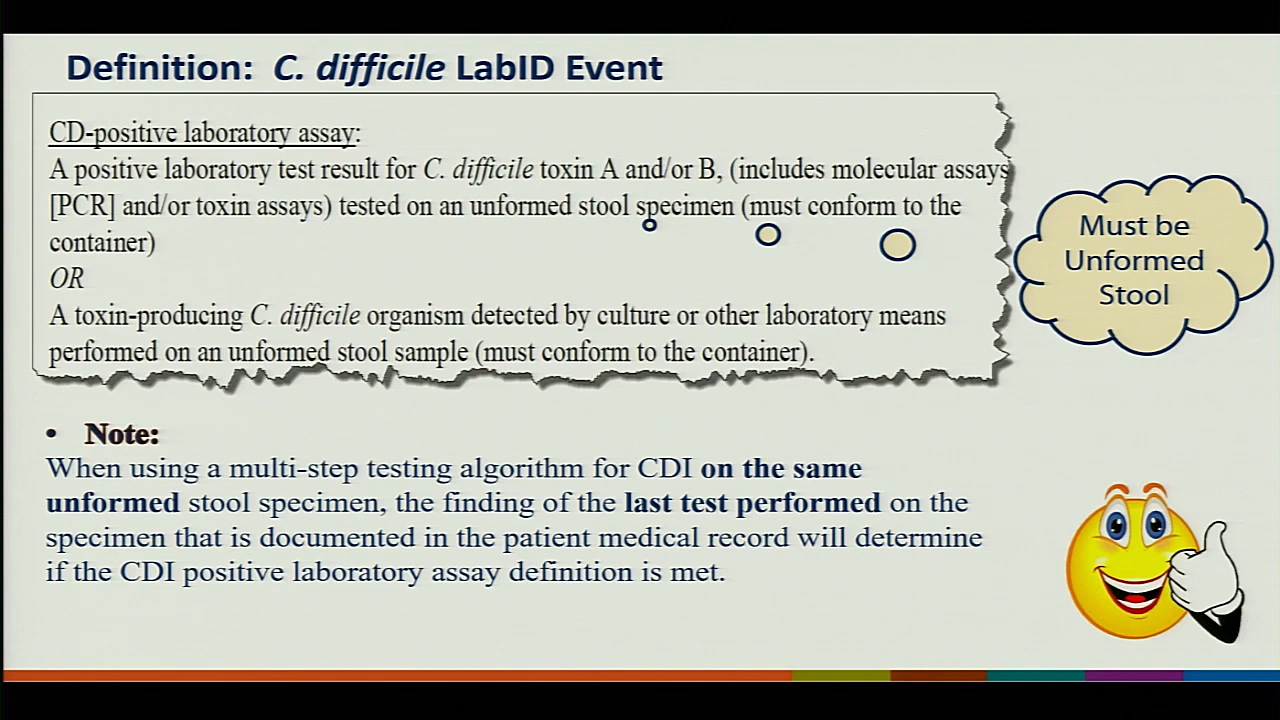 Definition: C. difficile LabID Event
CD-positive laboratory assay:
A positive laboratory test result for C. difficile toxin A and/or B, (includes molecular assays
[PCR] and/or toxin assays) tested on an unformed stool specimen (must conform to the
container)
OR
A toxin-producing C. difficile organism detected by culture or other laboratory means
performed on an unformed stool sample (must conform to the container).
Must be
Unformed
Stool
• Note:
When using a multi-step testing algorithm for CDI on the same
unformed stool specimen, the finding of the last test performed on the
specimen that is documented in the patient medical record will determine
if the CDI positive laboratory assay definition is met.